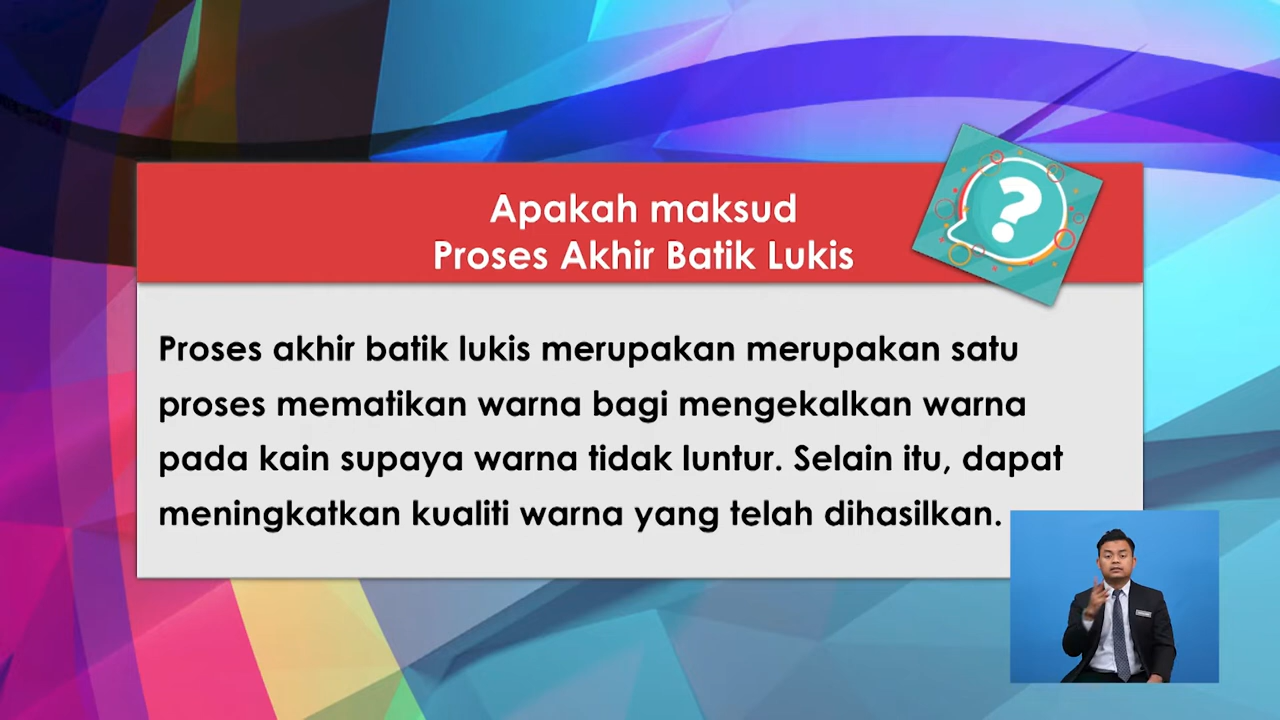 Apakah maksud
Proses Akhir Batik Lukis
?
Proses akhir batik lukis merupakan merupakan satu
proses mematikan warna bagi mengekalkan warna
pada kain supaya warna tidak luntur. Selain itu, dapat
meningkatkan kualiti warna yang telah dihasilkan.